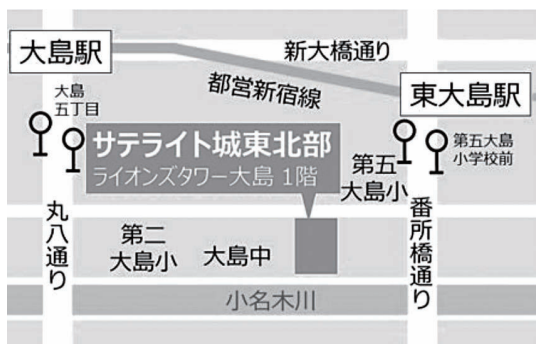 大島駅
新大橋通り
都営新宿線
東大島駅
大島
五丁目
サテライト城東北部
ライオンズタワー大島 1階
第五
大島小
第五大島
小学校前
丸八通り
第二
大島小
大島中
番所橋通り
小名木川